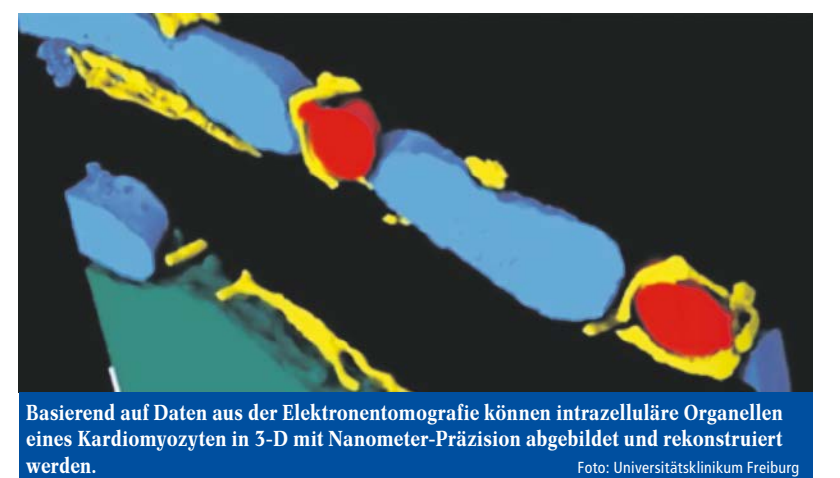 Basierend auf Daten aus der Elektronentomografie können intrazelluläre Organellen
eines Kardiomyozyten in 3-D mit Nanometer-Präzision abgebildet und rekonstruiert
werden.
Foto: Universitätsklinikum Freiburg